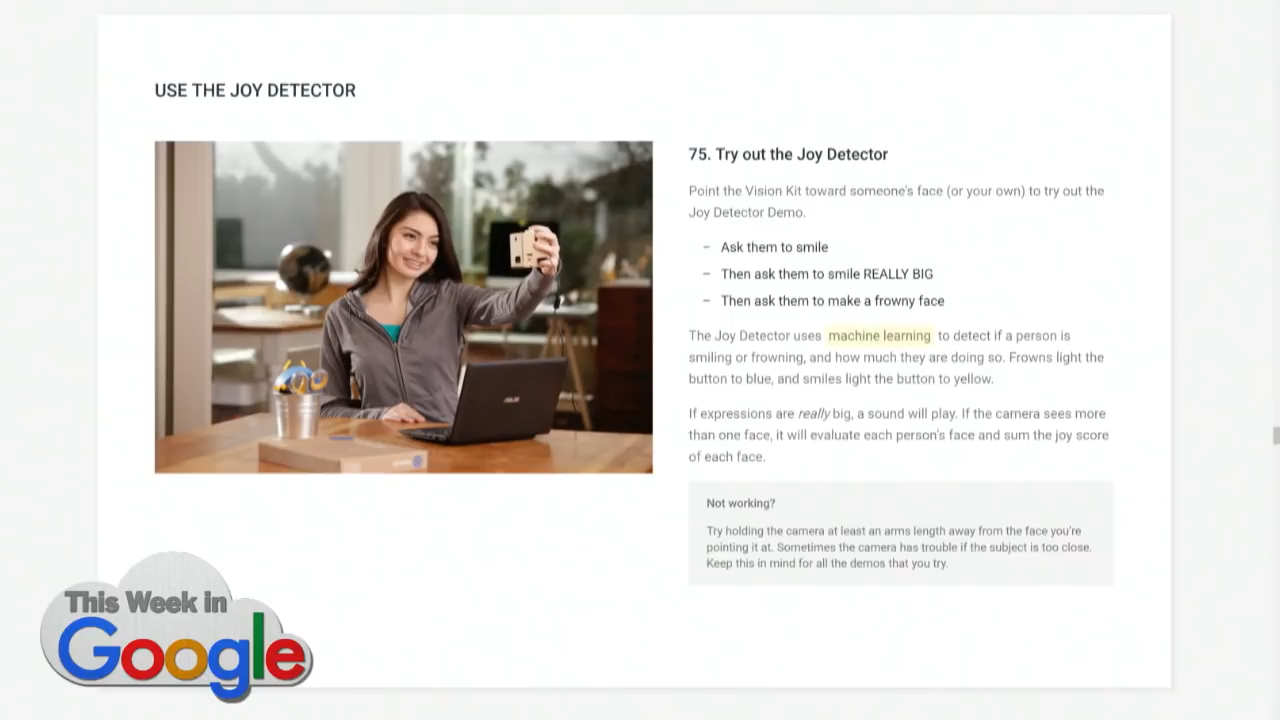 USE THE JOY DETECTOR
75. Try out the Joy Detector
Point the Vision Kit toward someone's face (or your own) to try out the
Joy Detector Demo.
– Ask them to smile
– Then ask them to smile REALLY BIG
– Then ask them to make a frowny face
The Joy Detector uses machine learning to detect if a person is
smiling or frowning, and how much they are doing so. Frowns light the
button to blue, and smiles light the button to yellow.
If expressions are really big, a sound will play. If the camera sees more
than one face, it will evaluate each person's face and sum the joy score
of each face.
Not working?
Try holding the camera at least an arms length away from the face you're
pointing it at. Sometimes the camera has trouble if the subject is too close.
Keep this in mind for all the demos that you try.
ASUS
This Week in
Google